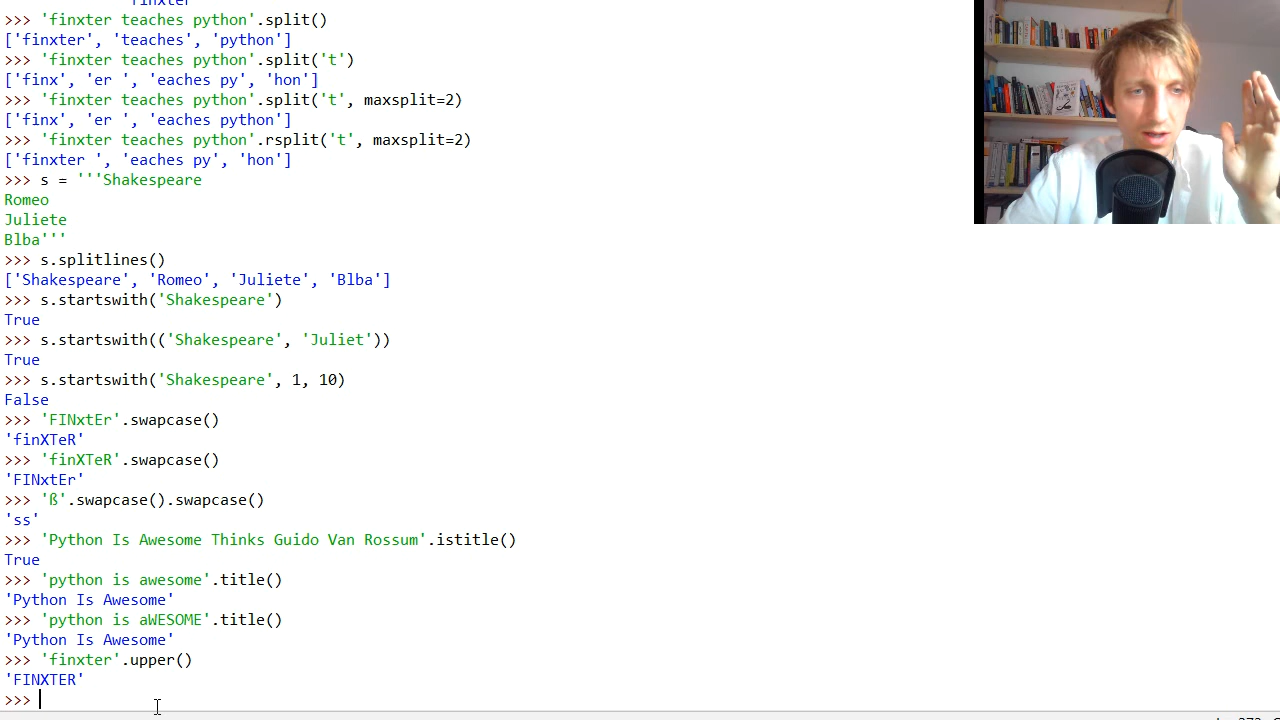 'finxter
>>> 'finxter teaches python'.split()
['finxter', 'teaches', 'python']
>>> 'finxter teaches python'.split('t')
['finx', 'er ', 'eaches py', 'hon']
>>> 'finxter teaches python'.split('t', maxsplit=2)
['finx', 'er ', 'eaches python']
>>> 'finxter teaches python'.rsplit('t', maxsplit=2)
['finxter ', 'eaches py', 'hon']
>>> s = '''Shakespeare
Romeo
Juliete
Blba'''
>>> s.splitlines()
['Shakespeare', 'Romeo', 'Juliete', 'Blba']
>>> s.startswith('Shakespeare')
True
>>> s.startswith(('Shakespeare', 'Juliet'))
True
>>> s.startswith('Shakespeare', 1, 10)
False
>>> 'FINxtEr'.swapcase()
'finXTeR'
>>> 'finXTeR'.swapcase()
'FINxtEr'
>>> 'ß'.swapcase().swapcase()
'ss'
>>> 'Python Is Awesome Thinks Guido Van Rossum'.istitle()
True
>>> 'python is awesome'.title()
'Python Is Awesome'
>>> 'python is aWESOME'.title()
'Python Is Awesome'
>>> 'finxter'.upper()
'FINXTER'
>>>